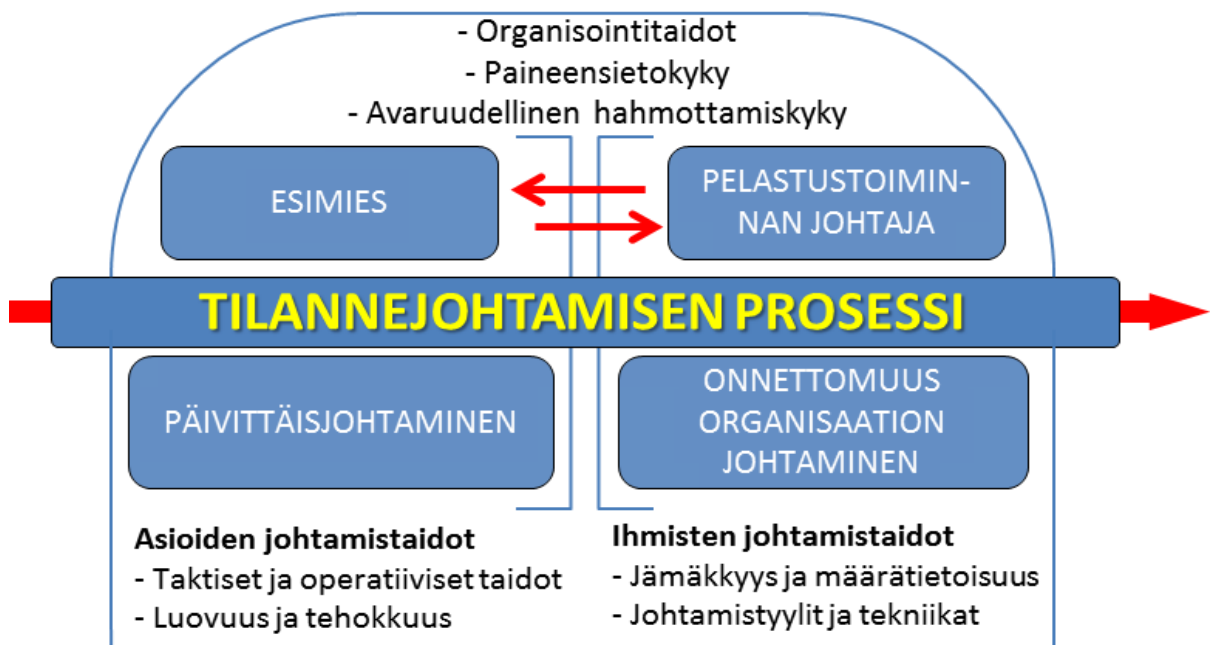 - Organisointitaidot
- Paineensietokyky
- Avaruudellinen hahmottamiskyky
ESIMIES
PELASTUSTOIMIN-
NAN JOHTAJA
TILANNEJOHTAMISEN PROSESSI
PÄIVITTÄISJOHTAMINEN
ONNETTOMUUS
ORGANISAATION
JOHTAMINEN
Asioiden johtamistaidot
- Taktiset ja operatiiviset taidot
- Luovuus ja tehokkuus
Ihmisten johtamistaidot
- Jämäkkyys ja määrätietoisuus
- Johtamistyylit ja tekniikat